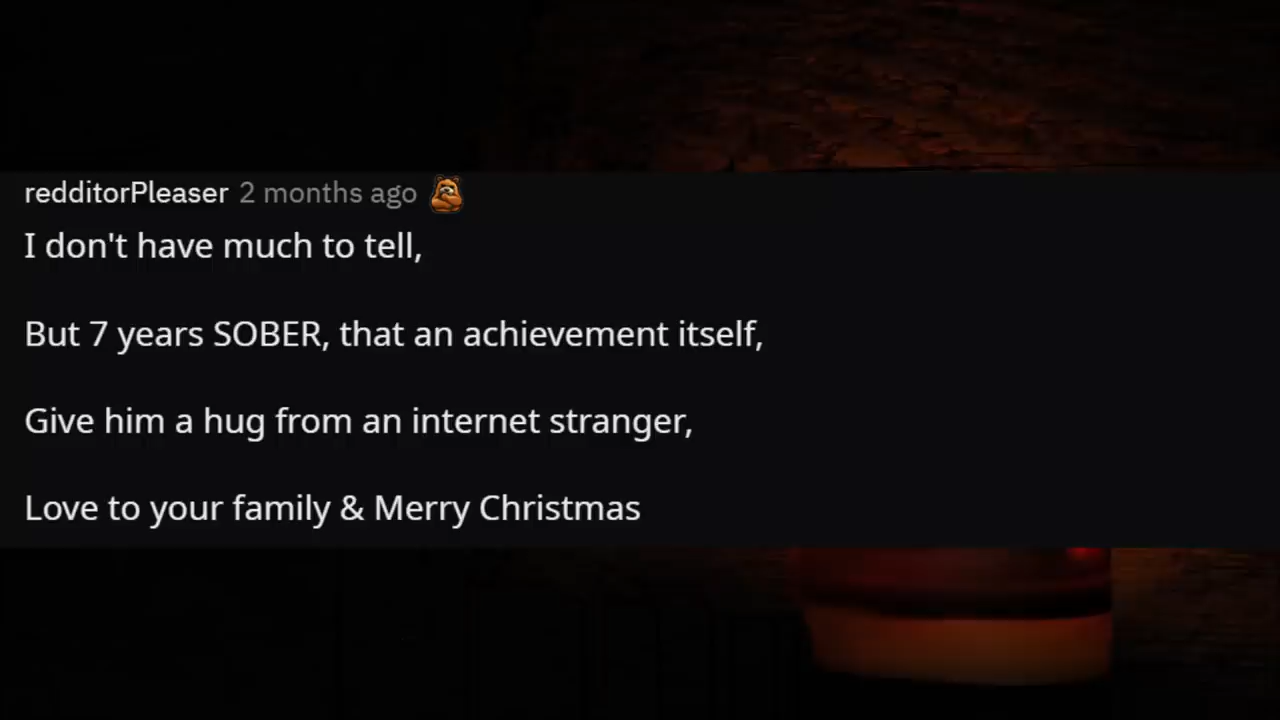 redditorPleaser 2 months ago
I don't have much to tell,
But 7 years SOBER, that an achievement itself,
Give him a hug from an internet stranger,
Love to your family & Merry Christmas